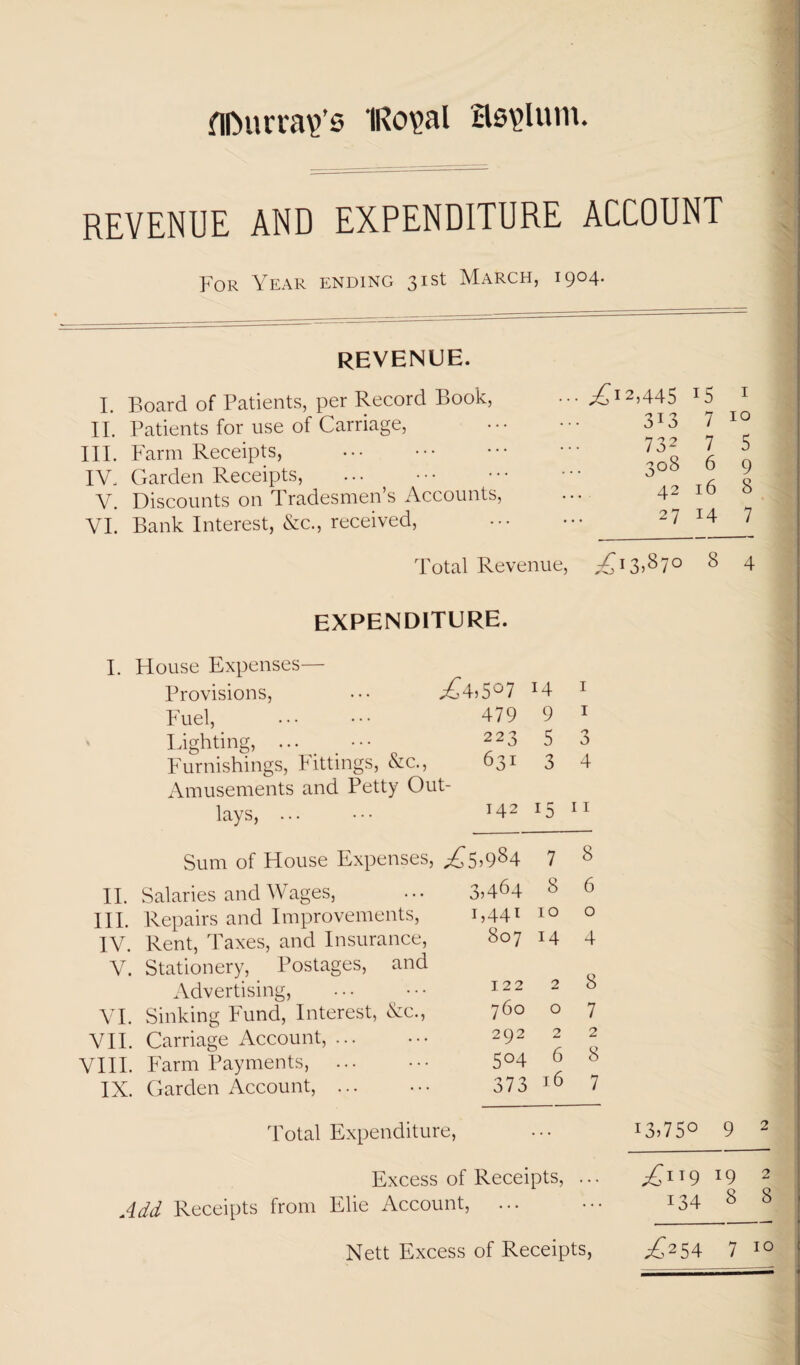 Murray's Royal Asylum.
REVENUE AND EXPENDITURE ACCOUNT
For Year ending 31st March, 1904.
REVENUE.
I. Board of Patients, per Record Book, ... £12,445 15 1
II. Patients for use of Carriage, ... ... 313 7 10
III. Farm Receipts, ... ... ... ... 732 7 5
IV. Garden Receipts, ... ... ... ... 308 6 9
V. Discounts on Tradesmen's Accounts, ... 42 16 8
VI. Bank Interest, &c., received, ... ... 27 14 7
Total Revenue, £13,870 8 4
EXPENDITURE.
I. House Expenses—
Provisions, ... £4,507 14 1
Fuel, ... ... 479 9 1
Lighting, ... ... 223 5 3
Furnishings, Fittings, &c., 631 3 4
Amusements and Petty Out-
lays, ... ... 142 15 11
Sum of House Expenses, £5,984 7 8
II. Salaries and Wages, ... 3,464 8 6
III. Repairs and Improvements, 1,441 10 0
IV. Rent, Taxes, and Insurance, 807 14 4
V. Stationery, Postages, and
Advertising, ... ... 122 2 8
VI. Sinking Fund, Interest, &c., 760 0 7
VII. Carriage Account, ... ... 292 2 2
VIII. Farm Payments, ... ... 504 6 8
IX. Garden Account, ... ... 373 16 7
Total Expenditure, ... 13,750 9 2
Excess of Receipts, ... £119 19 2
Add Receipts from Elie Account, ... ... 134 8 8
Nett Excess of Receipts, £254 7 10